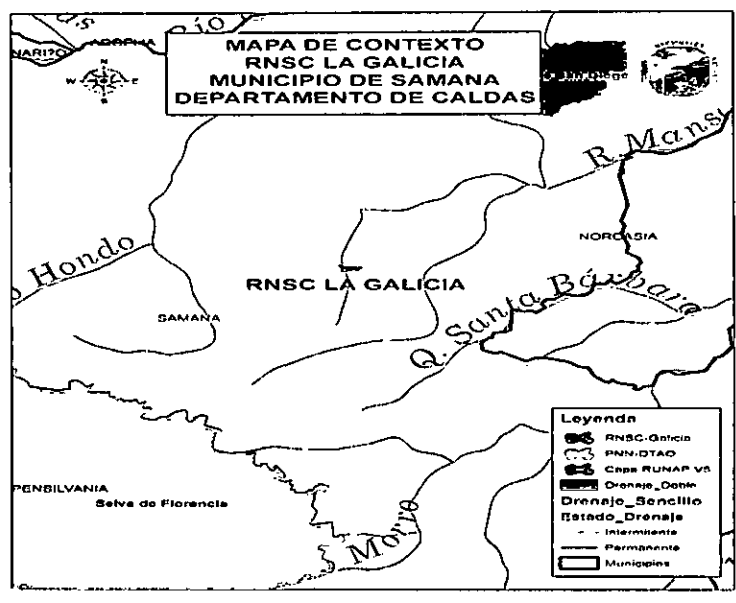 MAPA DE CONTEXTO
RNSC LA GALICIA
MUNICIPIO DE SAMANA
DEPARTAMENTO DE CALDAS
N
W
E
S
R. Mans
NORCASIA
o Hondo
RNSC LA GALICIA
SAMANA
Q. Santa Bárbara
PENSILVANIA
Selva de Florencia
Morro
Leyenda
RNSC-Galicia
PNN-DTAO
Capa RUNAP V5
Drenaje_Doble
Drenaje_Sencillo
Estado_Drenaje
Intermitente
Permanente
Municipios